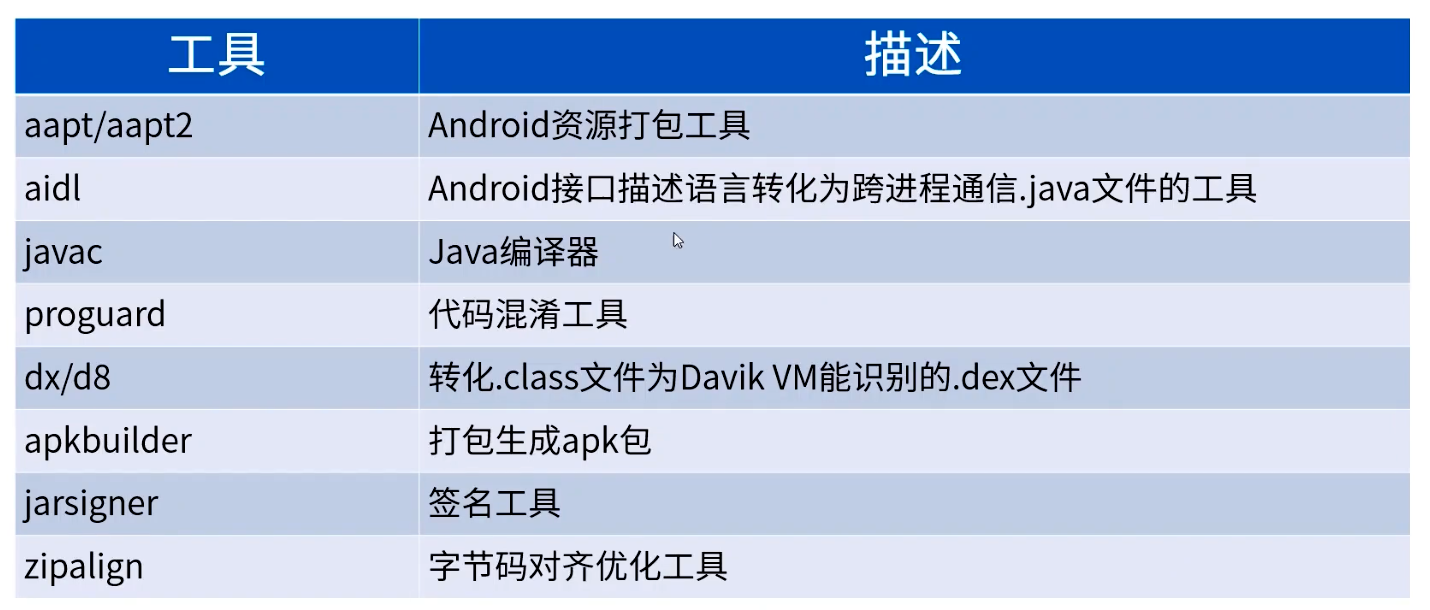 工具 描述
aapt/aapt2 Android资源打包工具
aidl Android接口描述语言转化为跨进程通信.java文件的工具
javac Java编译器
proguard 代码混淆工具
dx/d8 转化.class文件为Davik VM能识别的.dex文件
apkbuilder 打包生成apk包
jarsigner 签名工具
zipalign 字节码对齐优化工具